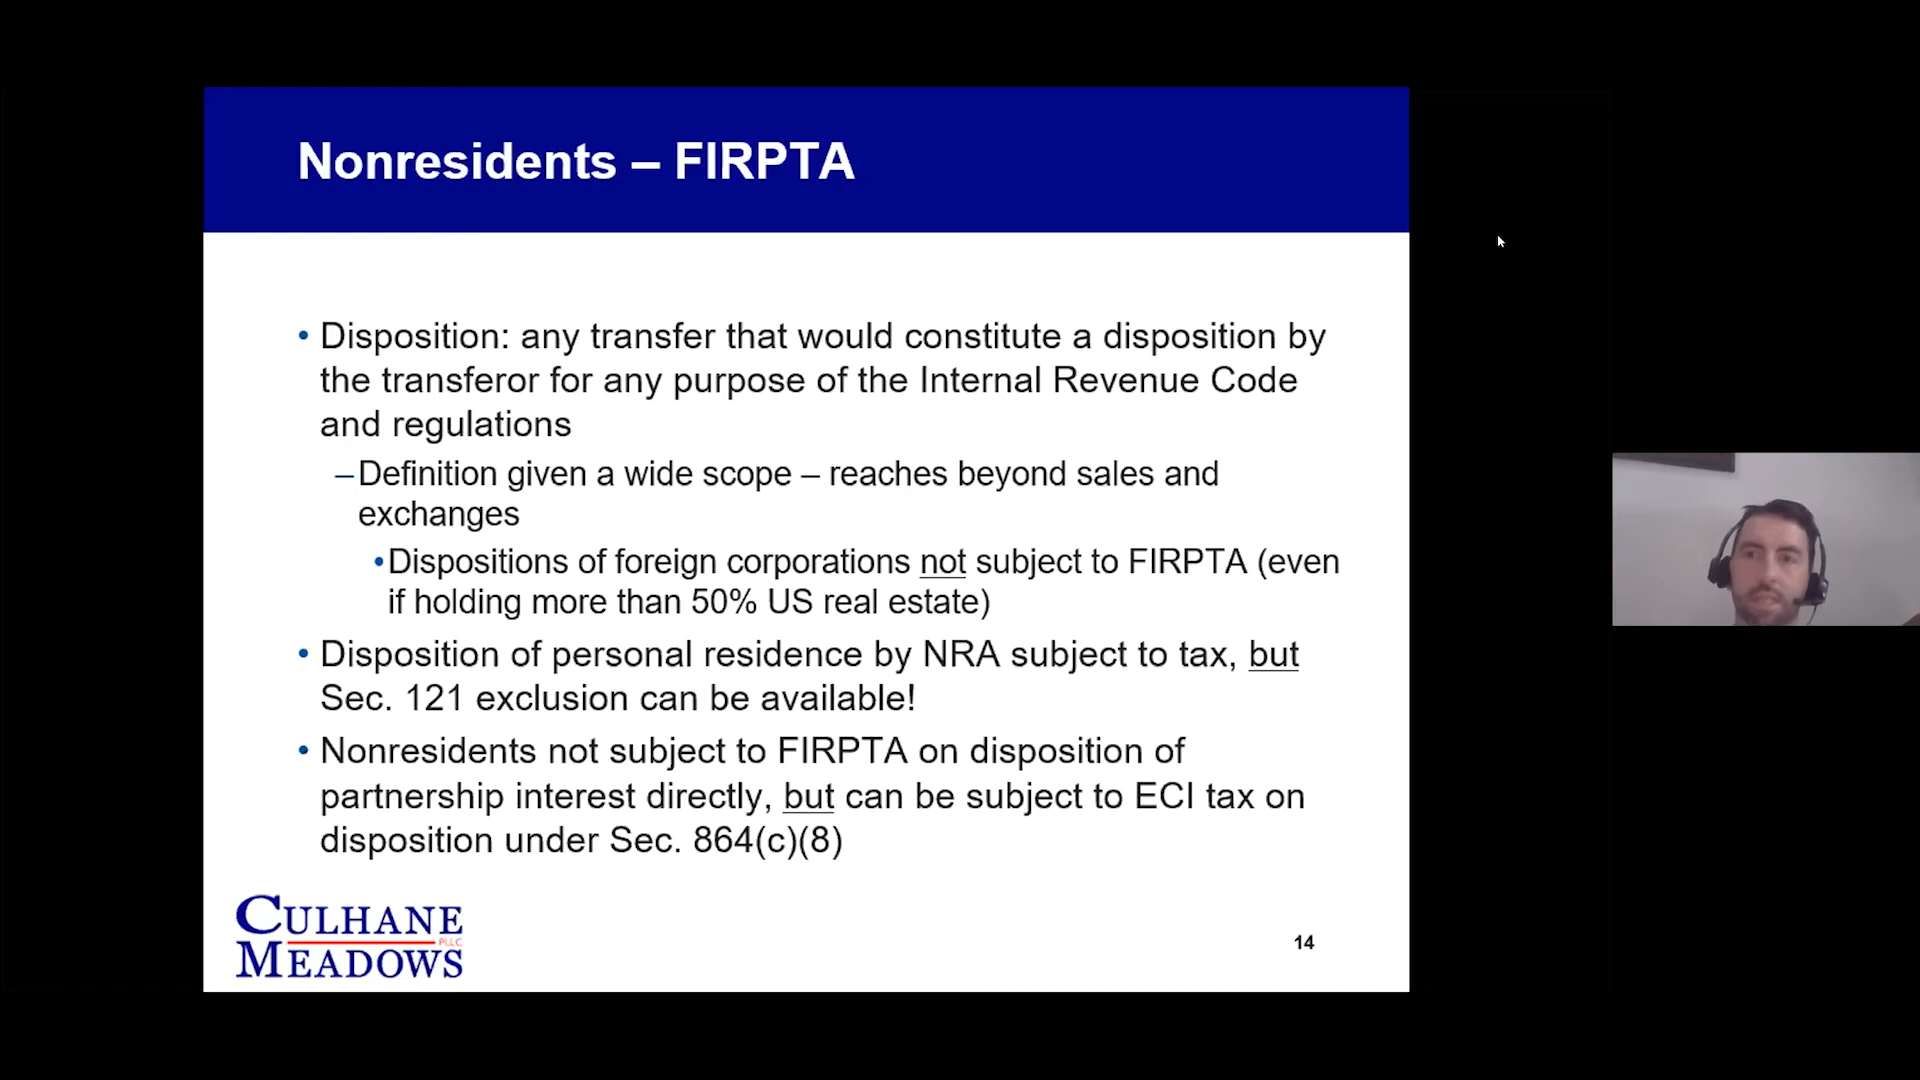 Nonresidents – FIRPTA
• Disposition: any transfer that would constitute a disposition by
the transferor for any purpose of the Internal Revenue Code
and regulations
–Definition given a wide scope – reaches beyond sales and
exchanges
•Dispositions of foreign corporations not subject to FIRPTA (even
if holding more than 50% US real estate)
• Disposition of personal residence by NRA subject to tax, but
Sec. 121 exclusion can be available!
• Nonresidents not subject to FIRPTA on disposition of
partnership interest directly, but can be subject to ECI tax on
disposition under Sec. 864(c)(8)
CULHANE
PLLC
MEADOWS
14